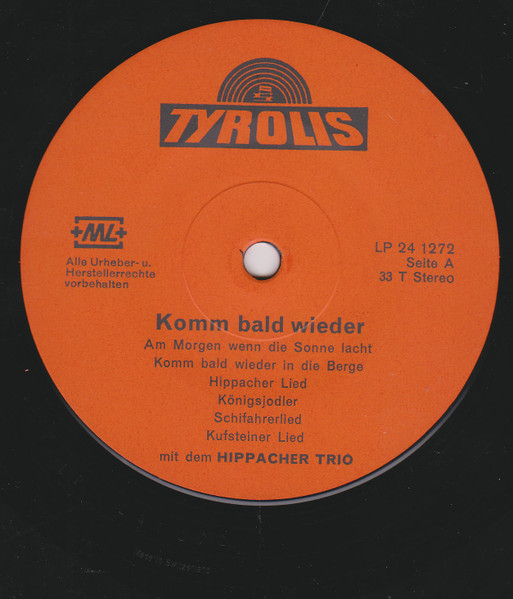 TYROLIS
+ML+
Alle Urheber- u.
Herstellerrechte
vorbehalten
LP 24 1272
Seite A
33 T Stereo
Komm bald wieder
Am Morgen wenn die Sonne lacht
Komm bald wieder in die Berge
Hippacher Lied
Königsjodler
Schifahrerlied
Kufsteiner Lied
mit dem HIPPACHER TRIO